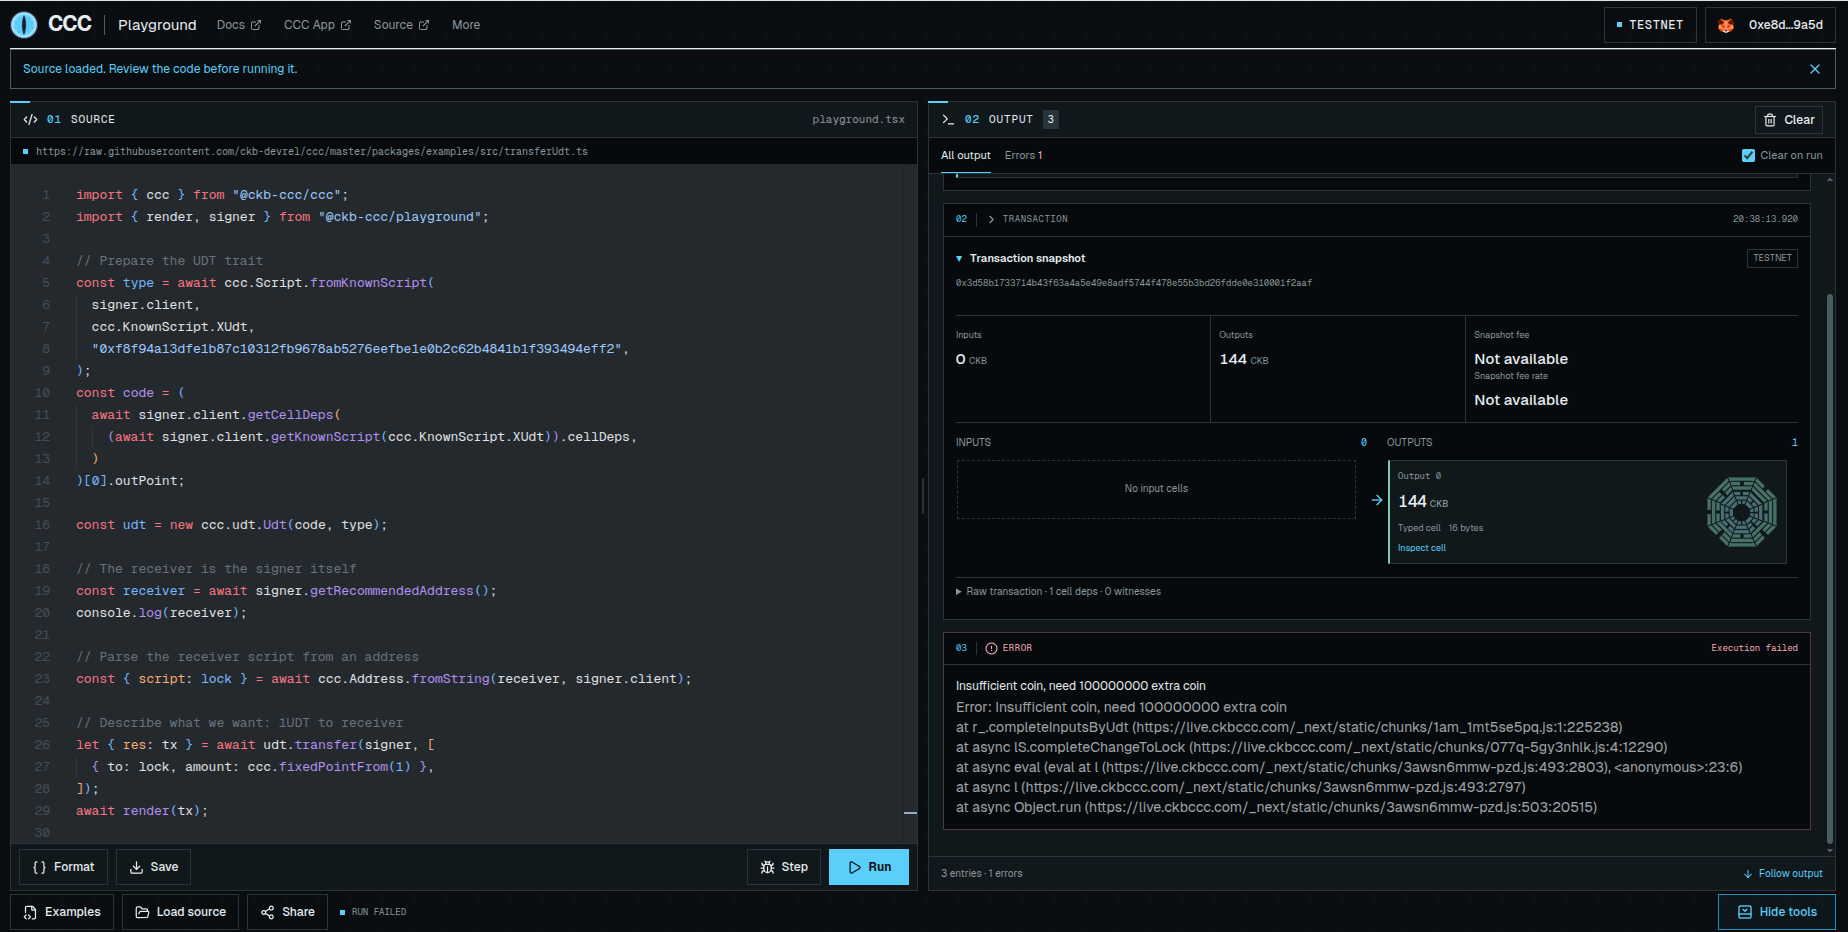 CCC
Playground
Docs
CCC App
Source
More
TESTNET
0xe8d...9a5d
Source loaded. Review the code before running it.
01 SOURCE
playground.tsx
https://raw.githubusercontent.com/ckb-devrel/ccc/master/packages/examples/src/transferUdt.ts
1 import { ccc } from "@ckb-ccc/ccc";
2 import { render, signer } from "@ckb-ccc/playground";
3
4 // Prepare the UDT trait
5 const type = await ccc.Script.fromKnownScript(
6 signer.client,
7 ccc.KnownScript.XUdt,
8 "0xf8f94a13dfe1b87c10312fb9678ab5276eefbe1e0b2c62b4841b1f393494eff2",
9 );
10 const code = (
11 await signer.client.getCellDeps(
12 (await signer.client.getKnownScript(ccc.KnownScript.XUdt)).cellDeps,
13 )
14 )[0].outPoint;
15
16 const udt = new ccc.udt.Udt(code, type);
17
18 // The receiver is the signer itself
19 const receiver = await signer.getRecommendedAddress();
20 console.log(receiver);
21
22 // Parse the receiver script from an address
23 const { script: lock } = await ccc.Address.fromString(receiver, signer.client);
24
25 // Describe what we want: 1UDT to receiver
26 let { res: tx } = await udt.transfer(signer, [
27 { to: lock, amount: ccc.fixedPointFrom(1) },
28 ]);
29 await render(tx);
30
Format
Save
Step
Run
02 OUTPUT 3
Clear
All output
Errors 1
Clear on run
02 TRANSACTION
20:38:13.920
Transaction snapshot
TESTNET
0x3d58b1733714b43f63a4a5e49e8adf5744f478e55b3bd26fdde0e310001f2aaf
Inputs
0 CKB
Outputs
144 CKB
Snapshot fee
Not available
Snapshot fee rate
Not available
INPUTS 0
No input cells
OUTPUTS 1
Output 0
144 CKB
Typed cell 16 bytes
Inspect cell
Raw transaction · 1 cell deps · 0 witnesses
03 ERROR
Execution failed
Insufficient coin, need 100000000 extra coin
Error: Insufficient coin, need 100000000 extra coin
at r_.completeInputsByUdt (https://live.ckbccc.com/_next/static/chunks/1am_1mt5se5pq.js:1:225238)
at async lS.completeChangeToLock (https://live.ckbccc.com/_next/static/chunks/077q-5gy3nhlk.js:4:12290)
at async eval (eval at l (https://live.ckbccc.com/_next/static/chunks/3awsn6mmw-pzd.js:493:2803), <anonymous>:23:6)
at async l (https://live.ckbccc.com/_next/static/chunks/3awsn6mmw-pzd.js:493:2797)
at async Object.run (https://live.ckbccc.com/_next/static/chunks/3awsn6mmw-pzd.js:503:20515)
3 entries · 1 errors
Follow output
Examples
Load source
Share
RUN FAILED
Hide tools